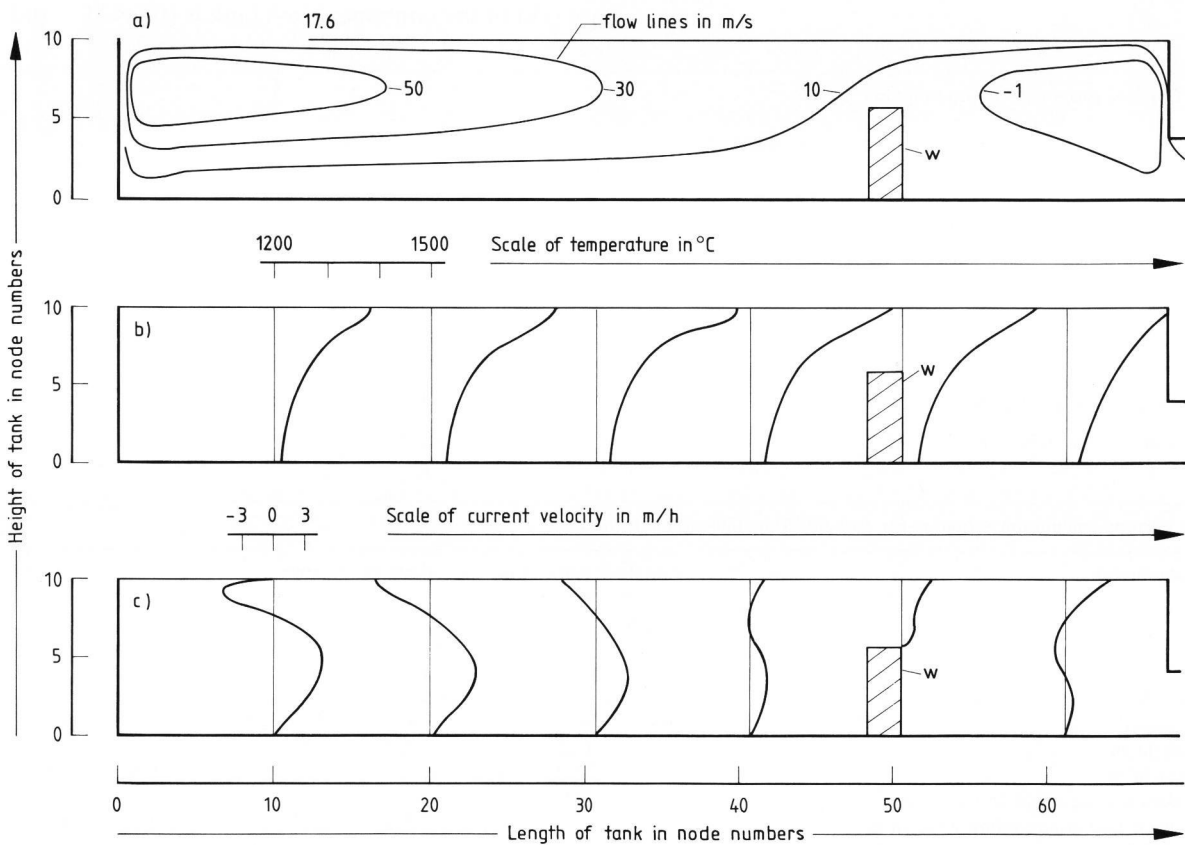 Height of tank in node numbers
a)
17.6
flow lines in m/s
10
5
0
50
30
10
-1
w
1200
1500
Scale of temperature in °C
10
5
0
b)
w
-3 0 3
Scale of current velocity in m/h
10
5
0
c)
w
0 10 20 30 40 50 60
Length of tank in node numbers